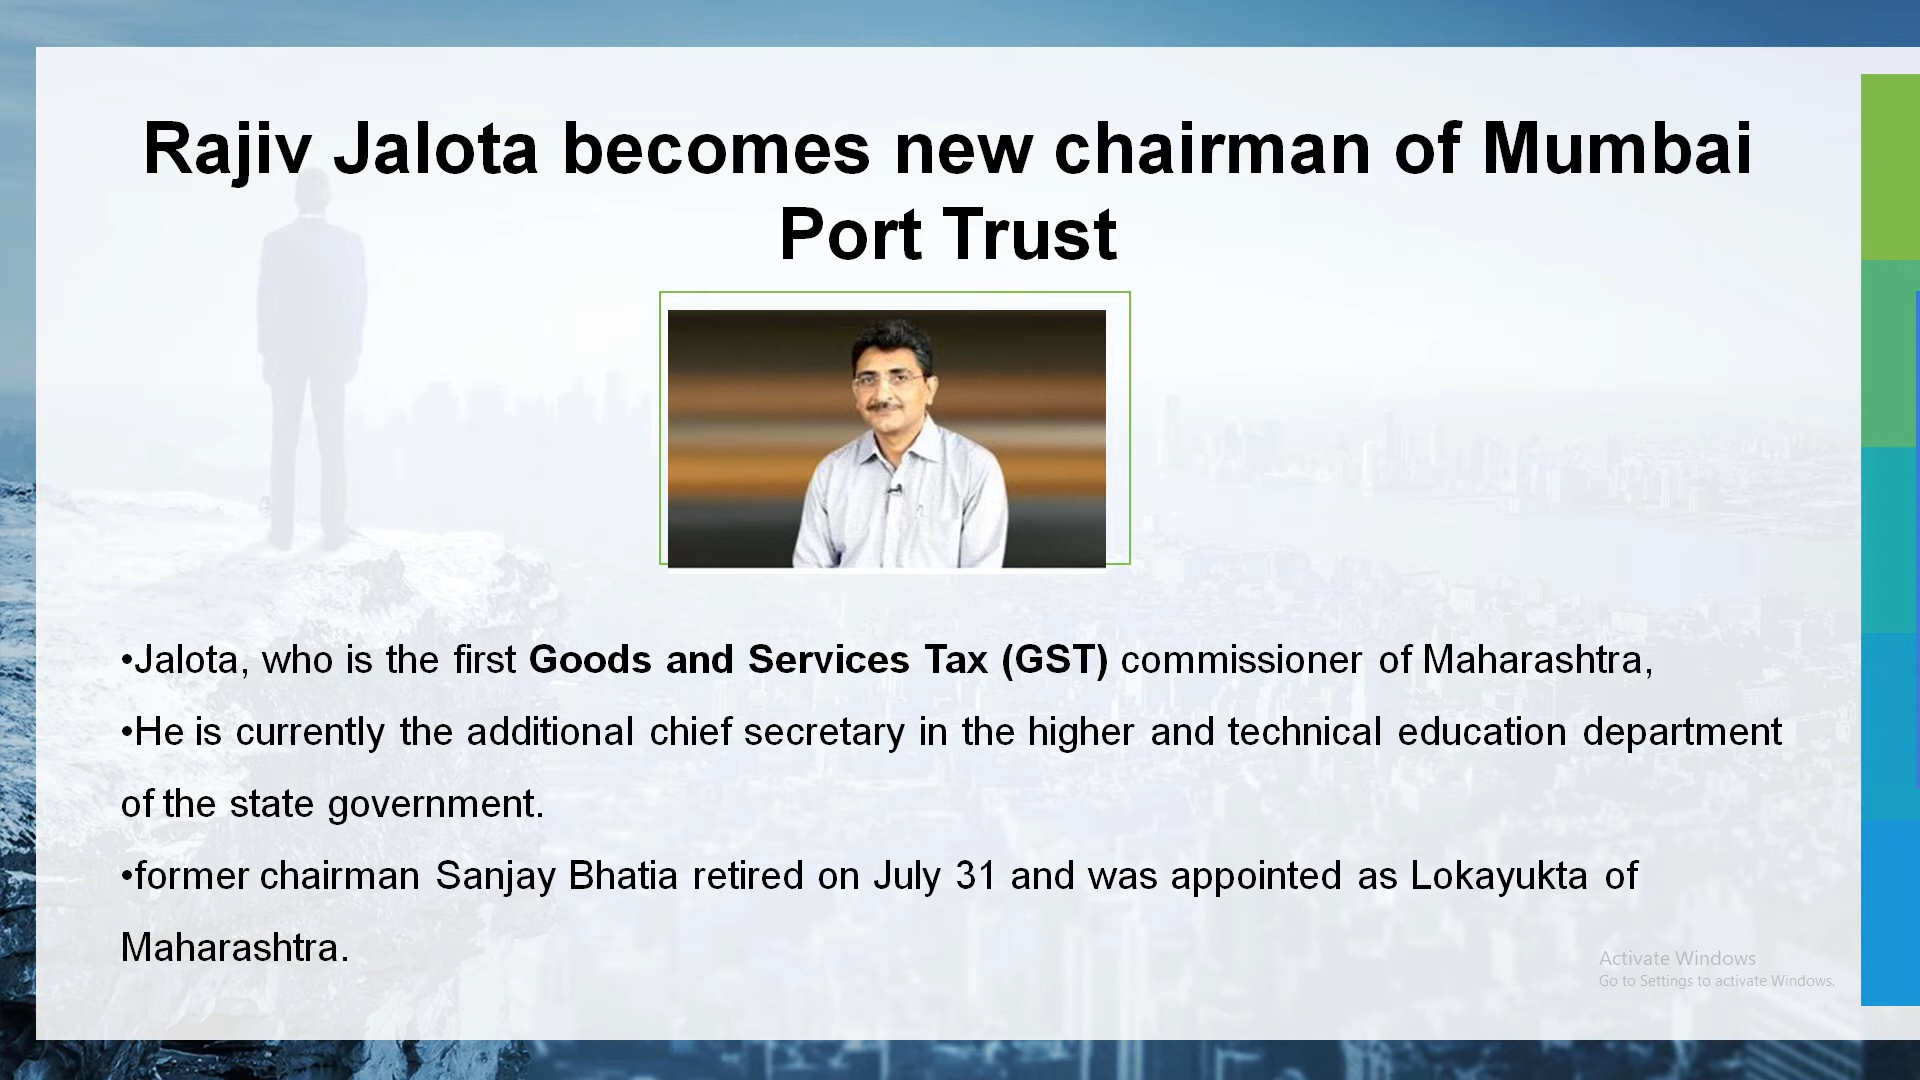 Rajiv Jalota becomes new chairman of Mumbai
Port Trust
•Jalota, who is the first Goods and Services Tax (GST) commissioner of Maharashtra,
•He is currently the additional chief secretary in the higher and technical education department
of the state government.
•former chairman Sanjay Bhatia retired on July 31 and was appointed as Lokayukta of
Maharashtra.
Activate Windows
Go to Settings to activate Windows.